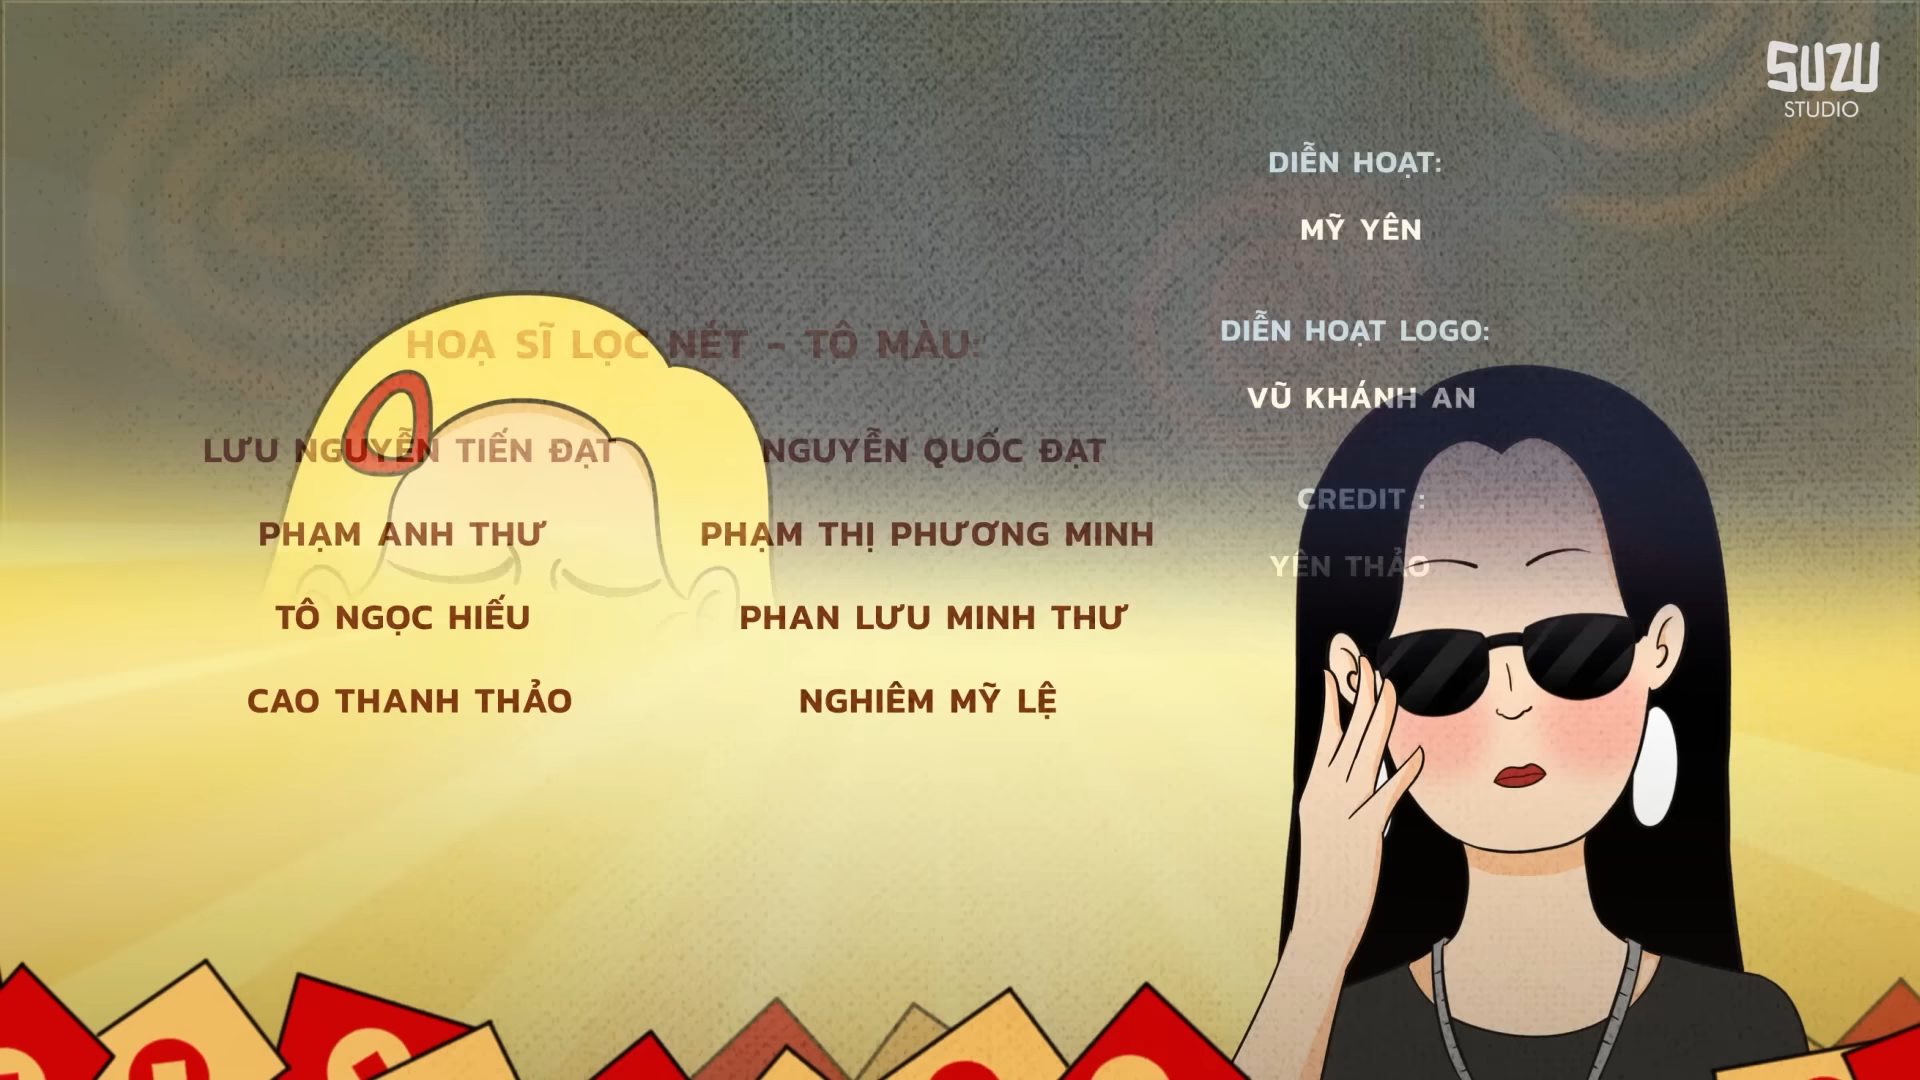 SUZU
STUDIO
DIỄN HOẠT:
MỸ YÊN
DIỄN HOẠT LOGO:
VŨ KHÁNH AN
CREDIT :
YÊN THẢO
HOẠ SĨ LỌC NÉT - TÔ MÀU:
LƯU NGUYỄN TIẾN ĐẠT
NGUYỄN QUỐC ĐẠT
PHẠM ANH THƯ
PHẠM THỊ PHƯƠNG MINH
TÔ NGỌC HIẾU
PHAN LƯU MINH THƯ
CAO THANH THẢO
NGHIÊM MỸ LỆ